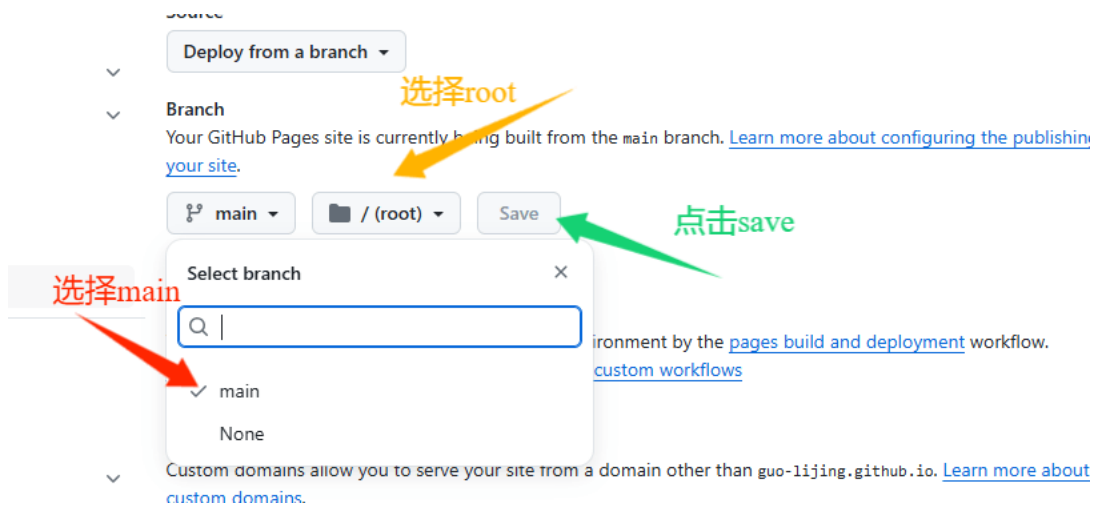 Source
Deploy from a branch
选择root
Branch
Your GitHub Pages site is currently being built from the main branch. Learn more about configuring the publishing
your site.
main
/ (root)
Save
点击save
Select branch
选择main
ironment by the pages build and deployment workflow.
custom workflows
main
None
Custom domains allow you to serve your site from a domain other than guo-lijing.github.io. Learn more about
custom domains.